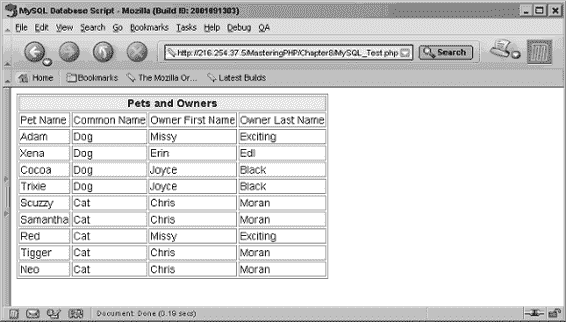 MySQL Database Script - Mozilla {Build ID: 2001091303}
File Edit View Search Go Bookmarks Tasks Help Debug QA
http://216.254.37.5/MasteringPHP/Chapter8/MySQL_Test.php Search
Home Bookmarks The Mozilla Or... Latest Builds
Pets and Owners
Pet Name Common Name Owner First Name Owner Last Name
Adam Dog Missy Exciting
Xena Dog Erin Edl
Cocoa Dog Joyce Black
Trixie Dog Joyce Black
Scuzzy Cat Chris Moran
Samantha Cat Chris Moran
Red Cat Missy Exciting
Tigger Cat Chris Moran
Neo Cat Chris Moran
Document: Done (0.19 secs)